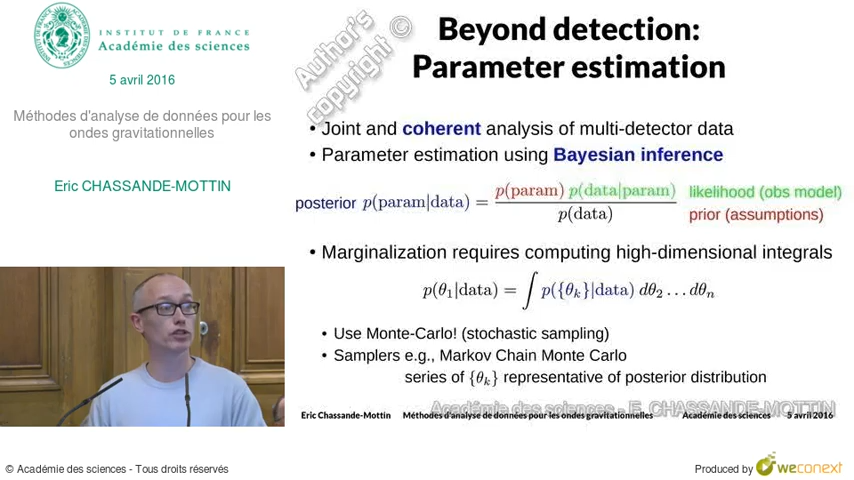 INSTITUT DE FRANCE
Académie des sciences
5 avril 2016
Méthodes d'analyse de données pour les
ondes gravitationnelles
Eric CHASSANDE-MOTTIN
Author's
copyright ©
Beyond detection:
Parameter estimation
• Joint and coherent analysis of multi-detector data
• Parameter estimation using Bayesian inference
posterior p(param|data) = p(param) p(data|param) / p(data)
likelihood (obs model)
prior (assumptions)
• Marginalization requires computing high-dimensional integrals
p(θ₁|data) = ∫ p({θₖ}|data) dθ₂ … dθₙ
• Use Monte-Carlo! (stochastic sampling)
• Samplers e.g., Markov Chain Monte Carlo
series of {θₖ} representative of posterior distribution
Académie des sciences - E. CHASSANDE-MOTTIN
Eric Chassande-Mottin Méthodes d'analyse de données pour les ondes gravitationnelles Académie des sciences 5 avril 2016
© Académie des sciences - Tous droits réservés
Produced by weconext